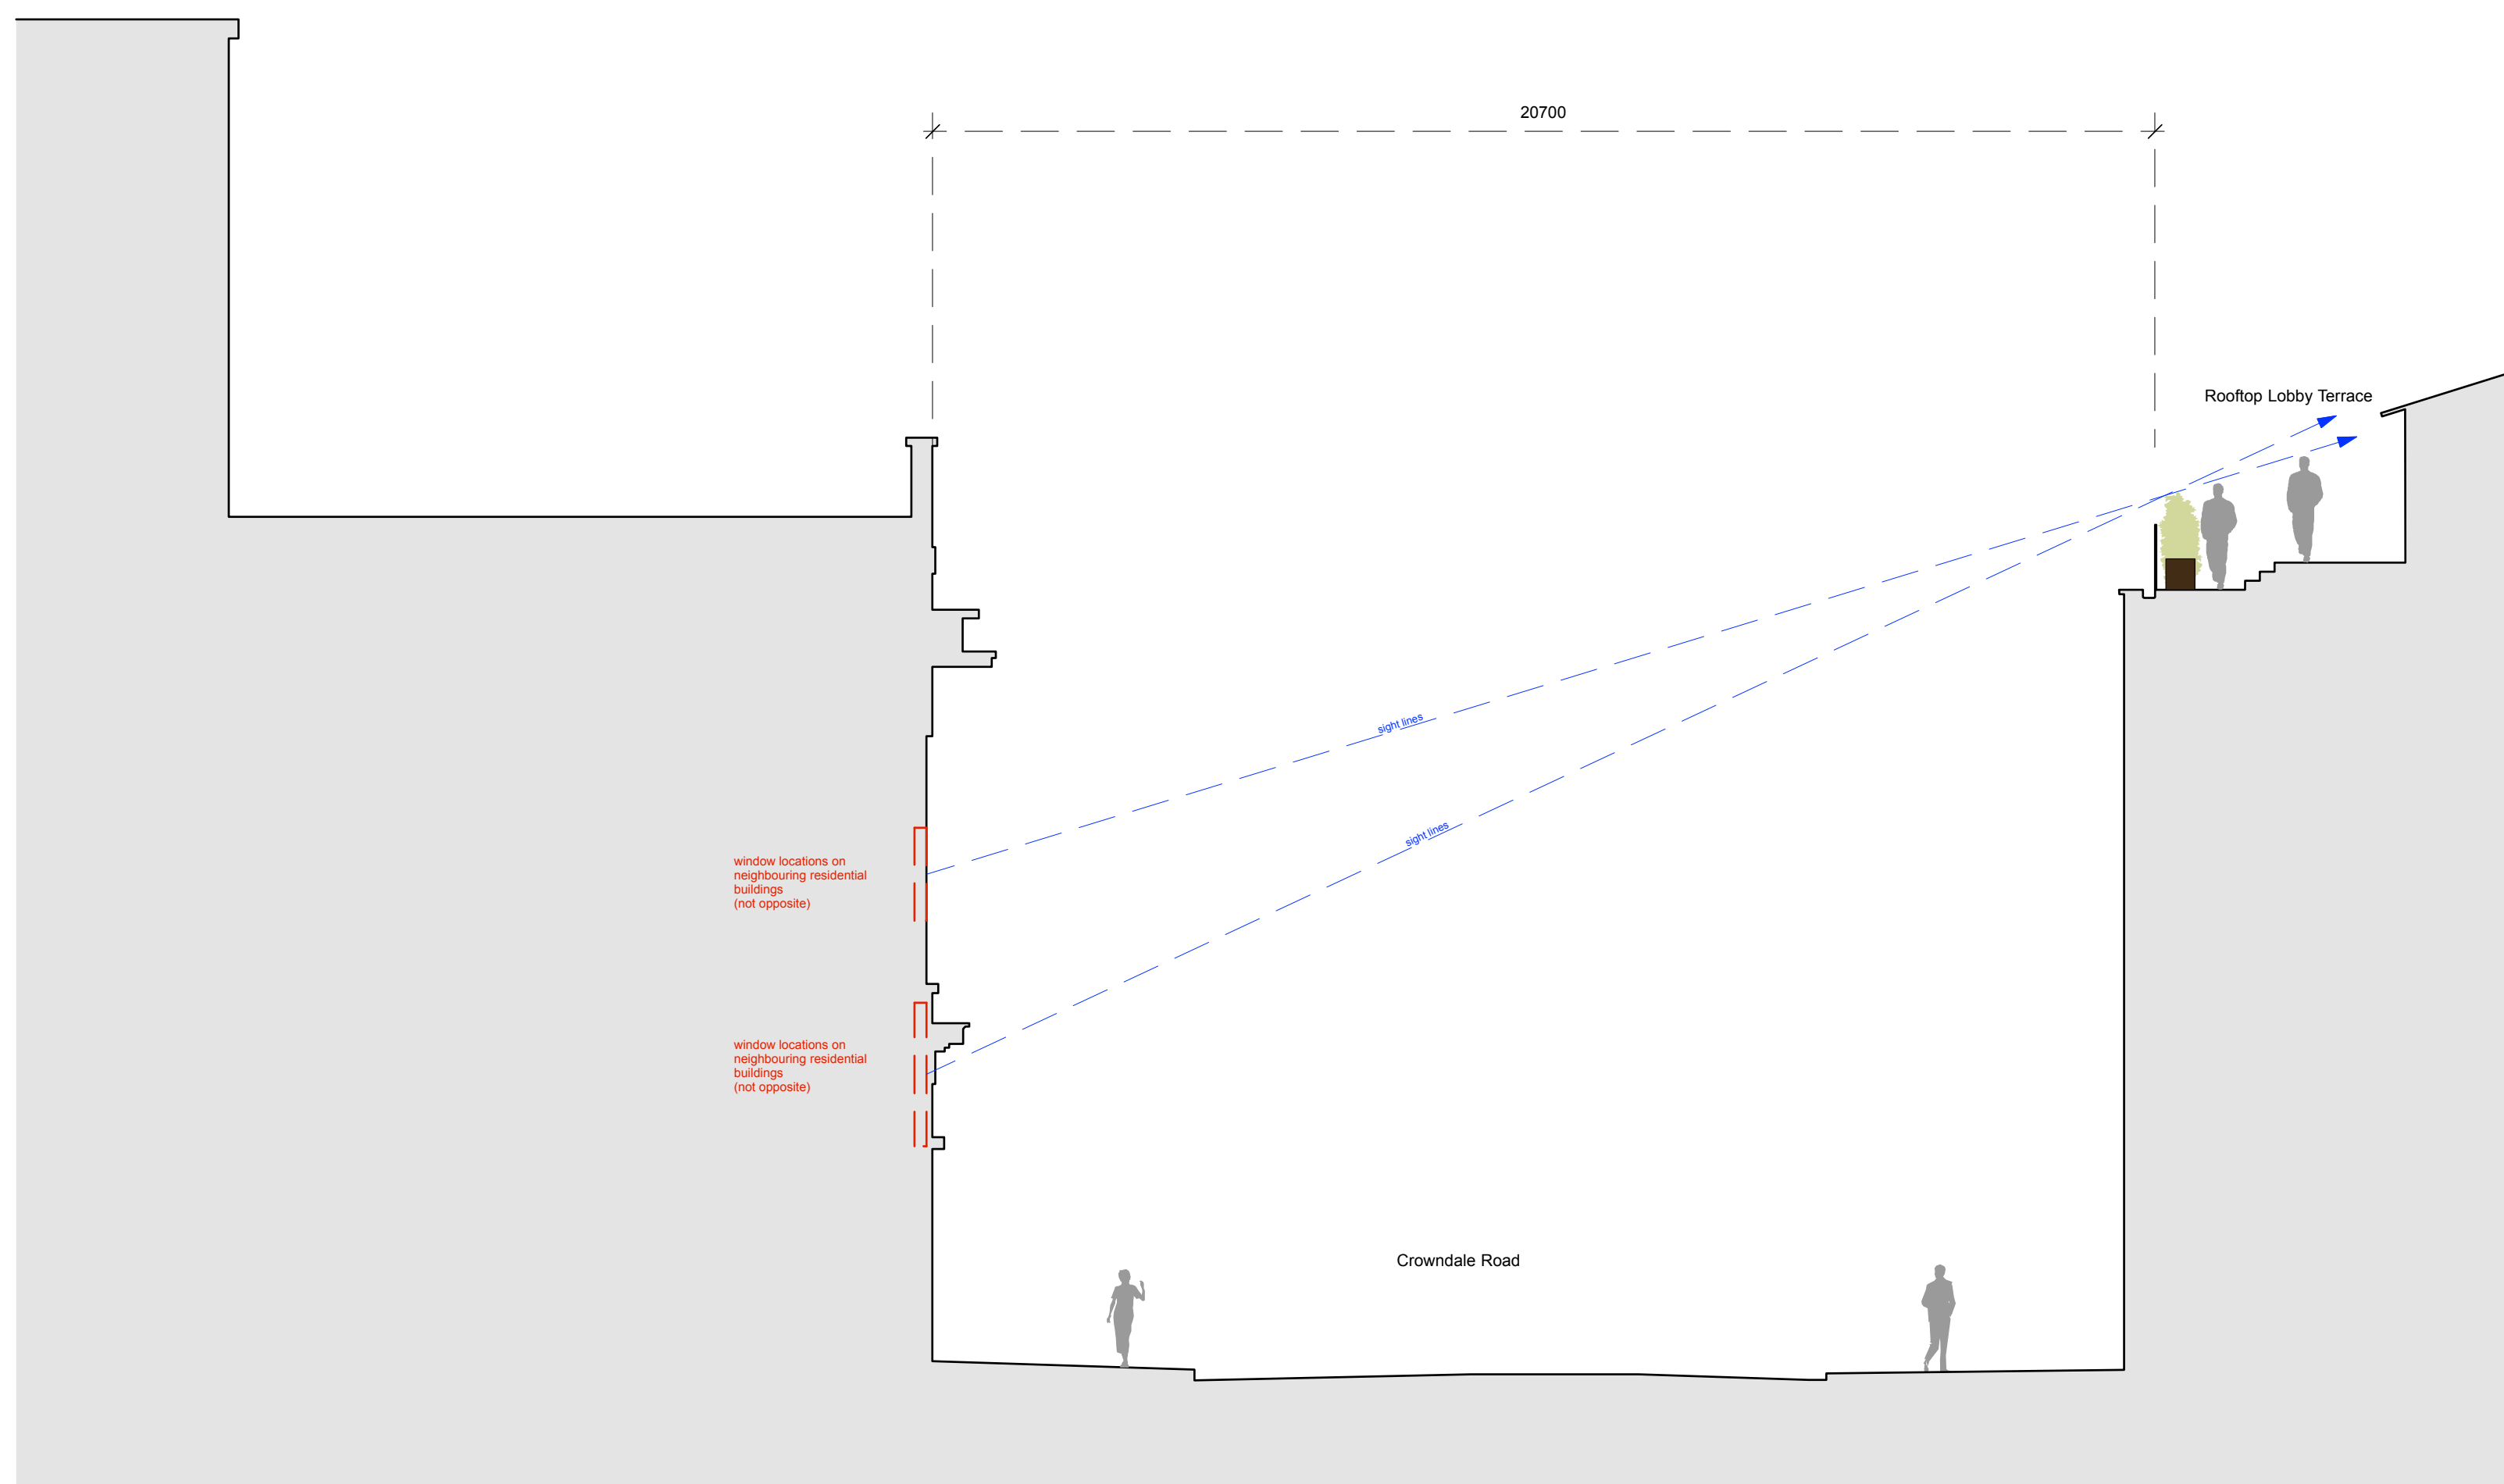 20700
Rooftop Lobby Terrace
sight lines
sight lines
window locations on
neighbouring residential
buildings
(not opposite)
window locations on
neighbouring residential
buildings
(not opposite)
Crowndale Road